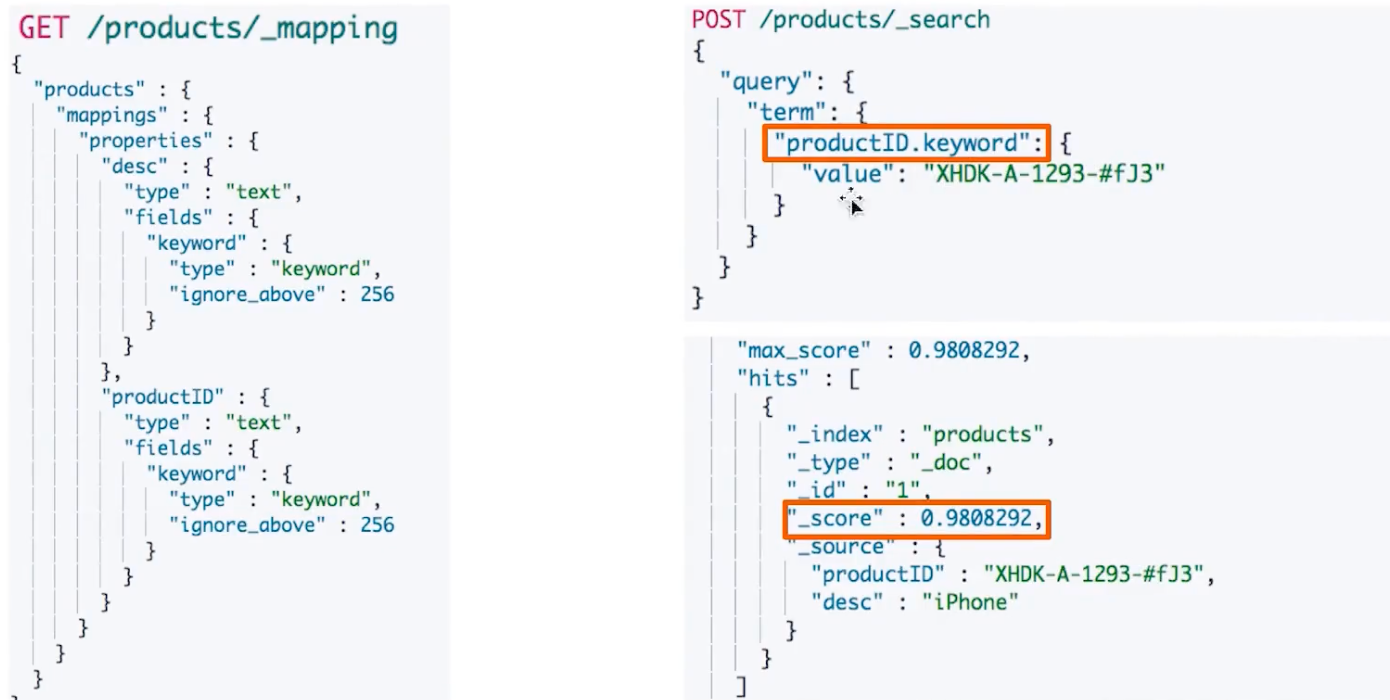 GET /products/_mapping
{
"products" : {
"mappings" : {
"properties" : {
"desc" : {
"type" : "text",
"fields" : {
"keyword" : {
"type" : "keyword",
"ignore_above" : 256
}
}
},
"productID" : {
"type" : "text",
"fields" : {
"keyword" : {
"type" : "keyword",
"ignore_above" : 256
}
}
}
}
}
}
POST /products/_search
{
"query": {
"term": {
"productID.keyword": {
"value": "XHDK-A-1293-#fJ3"
}
}
}
}
"max_score" : 0.9808292,
"hits" : [
{
"_index" : "products",
"_type" : "_doc",
"_id" : "1",
"_score" : 0.9808292,
"_source" : {
"productID" : "XHDK-A-1293-#fJ3",
"desc" : "iPhone"
}
}
]